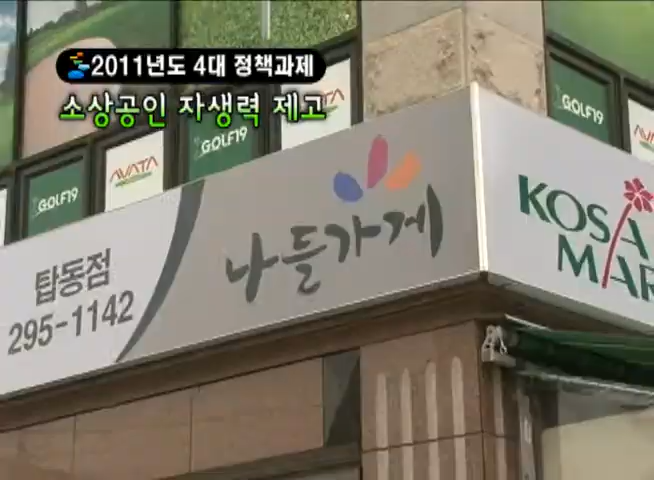 2011년도 4대 정책과제
소상공인 자생력 제고
GOLF19
AVATA
GOLF19
GOLF19
탑동점
295-1142
나들가게
KOSA
MAR